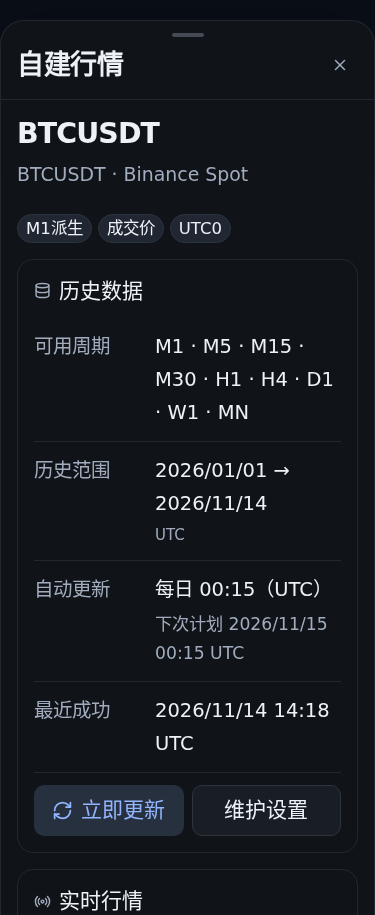 自建行情
×
BTCUSDT
BTCUSDT · Binance Spot
M1派生 成交价 UTC0
历史数据
可用周期 M1 · M5 · M15 ·
M30 · H1 · H4 · D1
· W1 · MN
历史范围 2026/01/01 →
2026/11/14
UTC
自动更新 每日 00:15（UTC）
下次计划 2026/11/15
00:15 UTC
最近成功 2026/11/14 14:18
UTC
立即更新 维护设置
实时行情